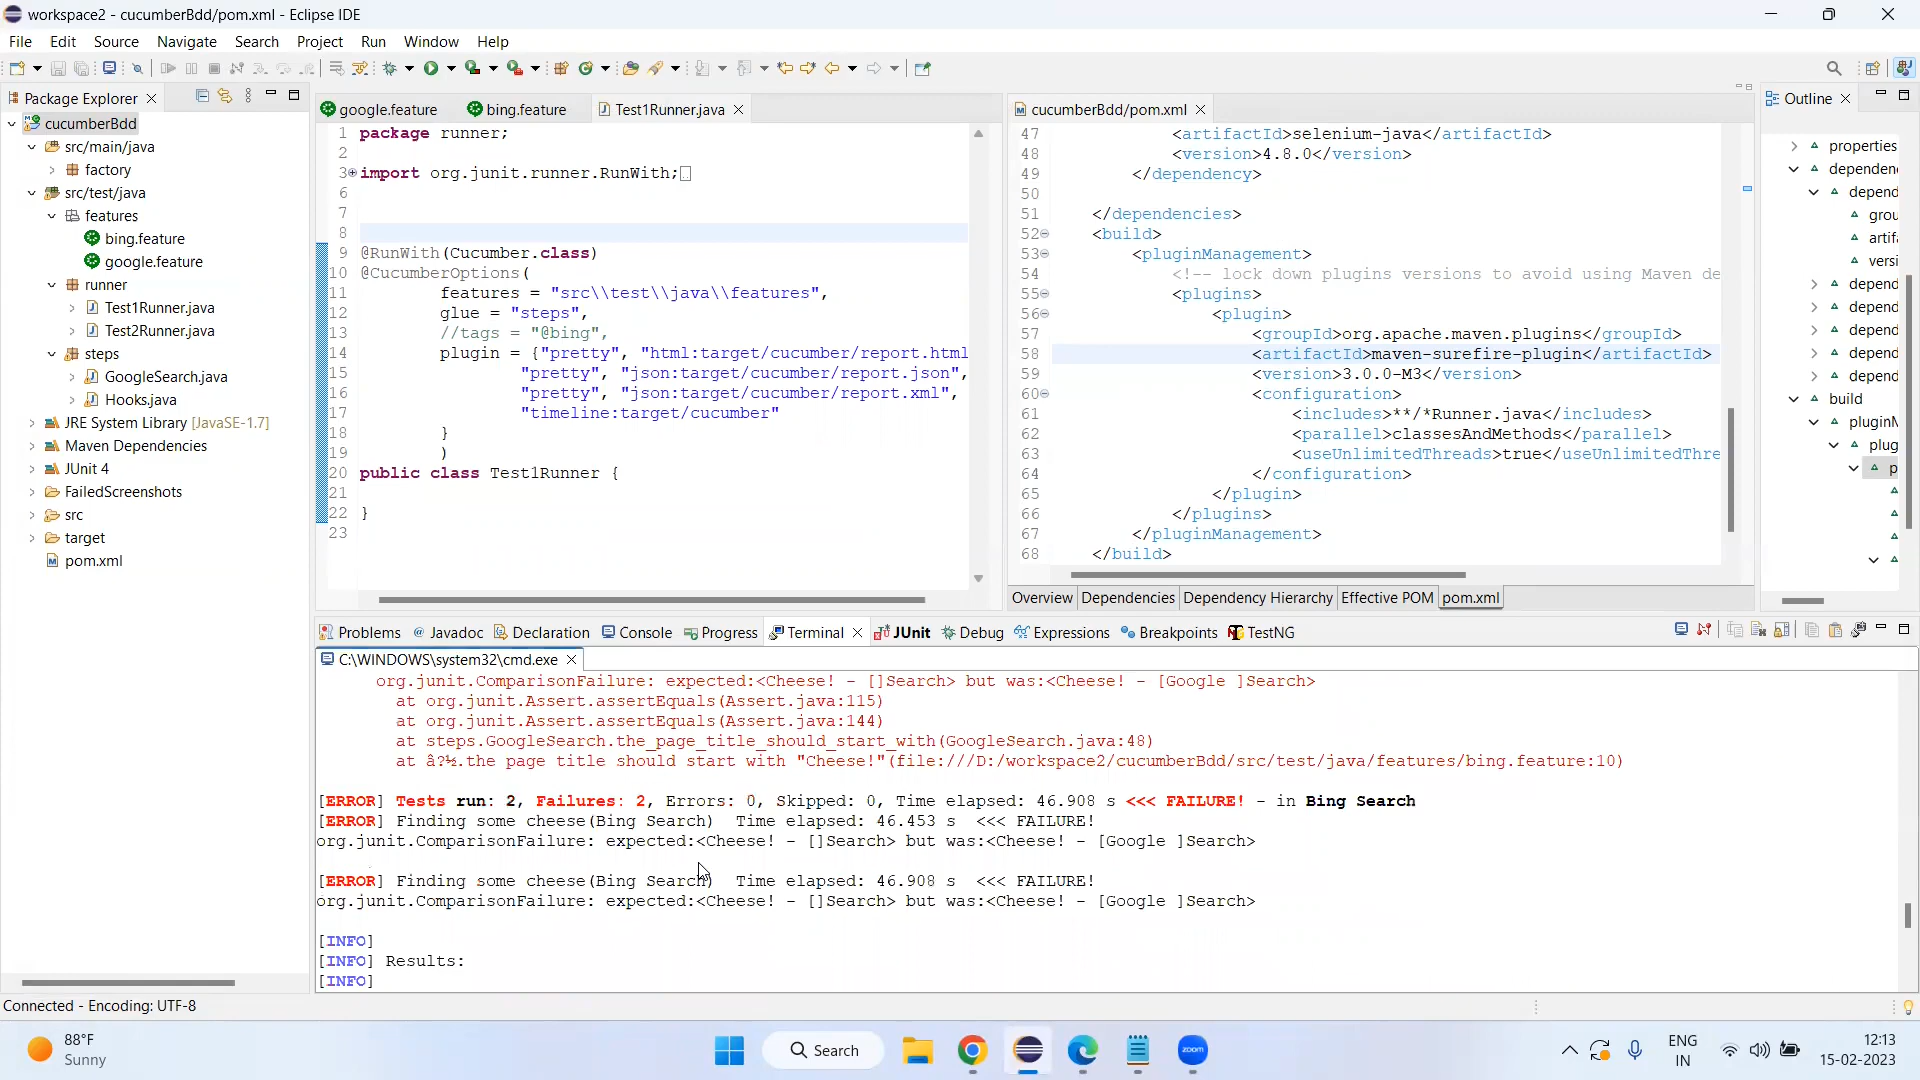 workspace2 - cucumberBdd/pom.xml - Eclipse IDE
File Edit Source Navigate Search Project Run Window Help
Package Explorer
cucumberBdd
src/main/java
factory
src/test/java
features
bing.feature
google.feature
runner
Test1Runner.java
Test2Runner.java
steps
GoogleSearch.java
Hooks.java
JRE System Library [JavaSE-1.7]
Maven Dependencies
JUnit 4
FailedScreenshots
src
target
pom.xml
google.feature bing.feature Test1Runner.java
1 package runner;
2
3 import org.junit.runner.RunWith;
6
7
8
9 @RunWith(Cucumber.class)
10 @CucumberOptions(
11 features = "src\\test\\java\\features",
12 glue = "steps",
13 //tags = "@bing",
14 plugin = {"pretty", "html:target/cucumber/report.html
15 "pretty", "json:target/cucumber/report.json",
16 "pretty", "json:target/cucumber/report.xml",
17 "timeline:target/cucumber"
18 }
19 )
20 public class Test1Runner {
21
22 }
23
cucumberBdd/pom.xml
47 <artifactId>selenium-java</artifactId>
48 <version>4.8.0</version>
49 </dependency>
50
51 </dependencies>
52 <build>
53 <pluginManagement>
54 <!-- lock down plugins versions to avoid using Maven de
55 <plugins>
56 <plugin>
57 <groupId>org.apache.maven.plugins</groupId>
58 <artifactId>maven-surefire-plugin</artifactId>
59 <version>3.0.0-M3</version>
60 <configuration>
61 <includes>**/*Runner.java</includes>
62 <parallel>classesAndMethods</parallel>
63 <useUnlimitedThreads>true</useUnlimitedThre
64 </configuration>
65 </plugin>
66 </plugins>
67 </pluginManagement>
68 </build>
Overview Dependencies Dependency Hierarchy Effective POM pom.xml
Outline
properties
dependen
depend
grou
artifa
versi
depend
depend
depend
depend
depend
build
pluginM
plug
p
Problems @ Javadoc Declaration Console Progress Terminal JUnit Debug Expressions Breakpoints TestNG
C:\WINDOWS\system32\cmd.exe
org.junit.ComparisonFailure: expected:<Cheese! - []Search> but was:<Cheese! - [Google ]Search>
at org.junit.Assert.assertEquals(Assert.java:115)
at org.junit.Assert.assertEquals(Assert.java:144)
at steps.GoogleSearch.the_page_title_should_start_with(GoogleSearch.java:48)
at â?½.the page title should start with "Cheese!"(file:///D:/workspace2/cucumberBdd/src/test/java/features/bing.feature:10)
[ERROR] Tests run: 2, Failures: 2, Errors: 0, Skipped: 0, Time elapsed: 46.908 s <<< FAILURE! - in Bing Search
[ERROR] Finding some cheese(Bing Search) Time elapsed: 46.453 s <<< FAILURE!
org.junit.ComparisonFailure: expected:<Cheese! - []Search> but was:<Cheese! - [Google ]Search>
[ERROR] Finding some cheese(Bing Search) Time elapsed: 46.908 s <<< FAILURE!
org.junit.ComparisonFailure: expected:<Cheese! - []Search> but was:<Cheese! - [Google ]Search>
[INFO]
[INFO] Results:
[INFO]
Connected - Encoding: UTF-8
88°F
Sunny
Search
zoom
ENG
IN
12:13
15-02-2023